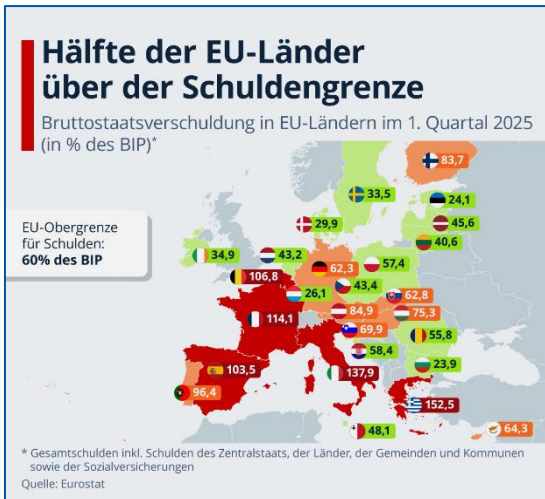 Hälfte der EU-Länder
über der Schuldengrenze
Bruttostaatsverschuldung in EU-Ländern im 1. Quartal 2025
(in % des BIP)*
83,7
33,5
24,1
EU-Obergrenze
für Schulden:
60% des BIP
29,9
45,6
40,6
34,9
43,2
62,3
57,4
106,8
26,1
43,4
62,8
114,1
84,9
75,3
69,9
55,8
58,4
103,5
137,9
23,9
96,4
152,5
48,1
64,3
* Gesamtschulden inkl. Schulden des Zentralstaats, der Länder, der Gemeinden und Kommunen
sowie der Sozialversicherungen
Quelle: Eurostat